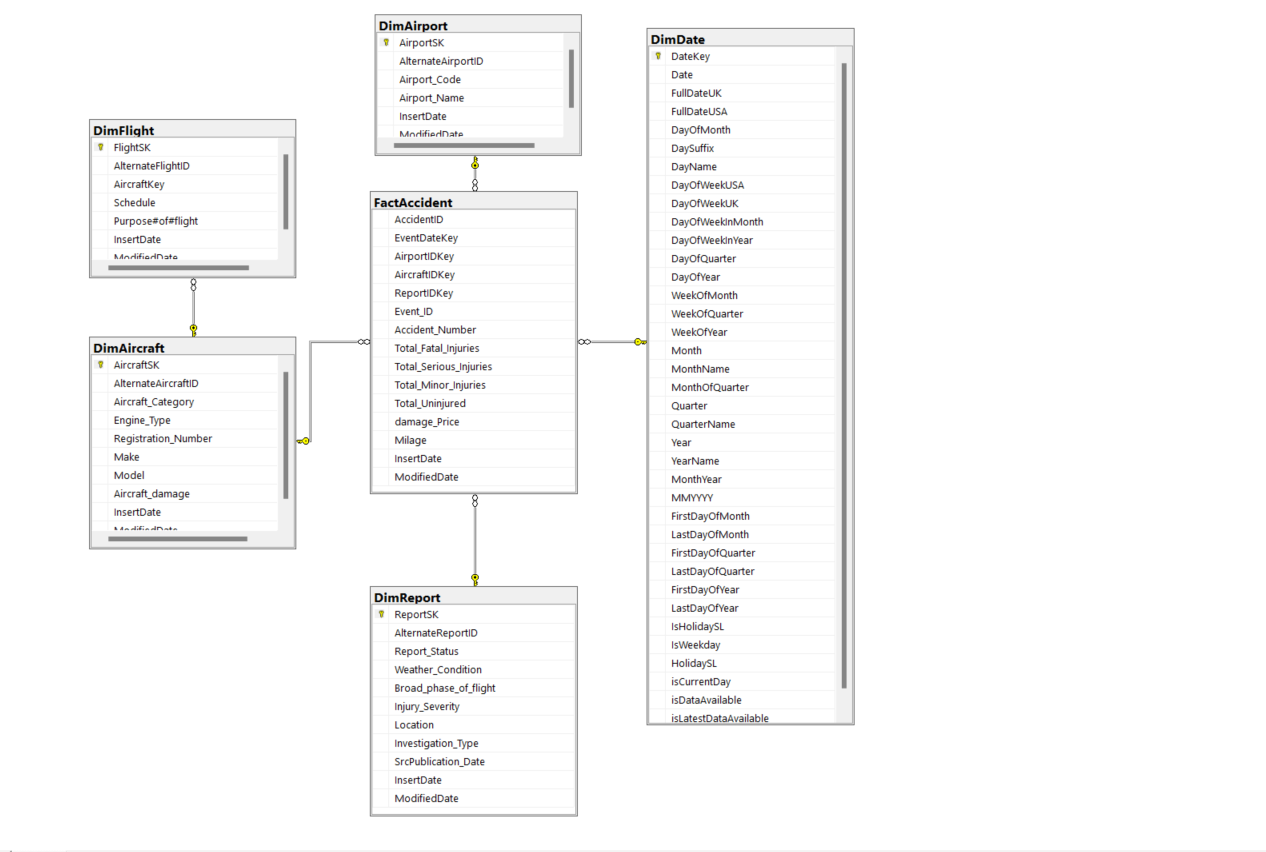 DimAirport
AirportSK
AlternateAirportID
Airport_Code
Airport_Name
InsertDate
ModifiedDate
DimDate
DateKey
Date
FullDateUK
FullDateUSA
DayOfMonth
DaySuffix
DayName
DayOfWeekUSA
DayOfWeekUK
DayOfWeekInMonth
DayOfWeekInYear
DayOfQuarter
DayOfYear
WeekOfMonth
WeekOfQuarter
WeekOfYear
Month
MonthName
MonthOfQuarter
Quarter
QuarterName
Year
YearName
MonthYear
MMYYYY
FirstDayOfMonth
LastDayOfMonth
FirstDayOfQuarter
LastDayOfQuarter
FirstDayOfYear
LastDayOfYear
IsHolidaySL
IsWeekday
HolidaySL
isCurrentDay
isDataAvailable
isLatestDataAvailable
DimFlight
FlightSK
AlternateFlightID
AircraftKey
Schedule
Purpose#of#flight
InsertDate
ModifiedDate
FactAccident
AccidentID
EventDateKey
AirportIDKey
AircraftIDKey
ReportIDKey
Event_ID
Accident_Number
Total_Fatal_Injuries
Total_Serious_Injuries
Total_Minor_Injuries
Total_Uninjured
damage_Price
Milage
InsertDate
ModifiedDate
DimAircraft
AircraftSK
AlternateAircraftID
Aircraft_Category
Engine_Type
Registration_Number
Make
Model
Aircraft_damage
InsertDate
ModifiedDate
DimReport
ReportSK
AlternateReportID
Report_Status
Weather_Condition
Broad_phase_of_flight
Injury_Severity
Location
Investigation_Type
SrcPublication_Date
InsertDate
ModifiedDate